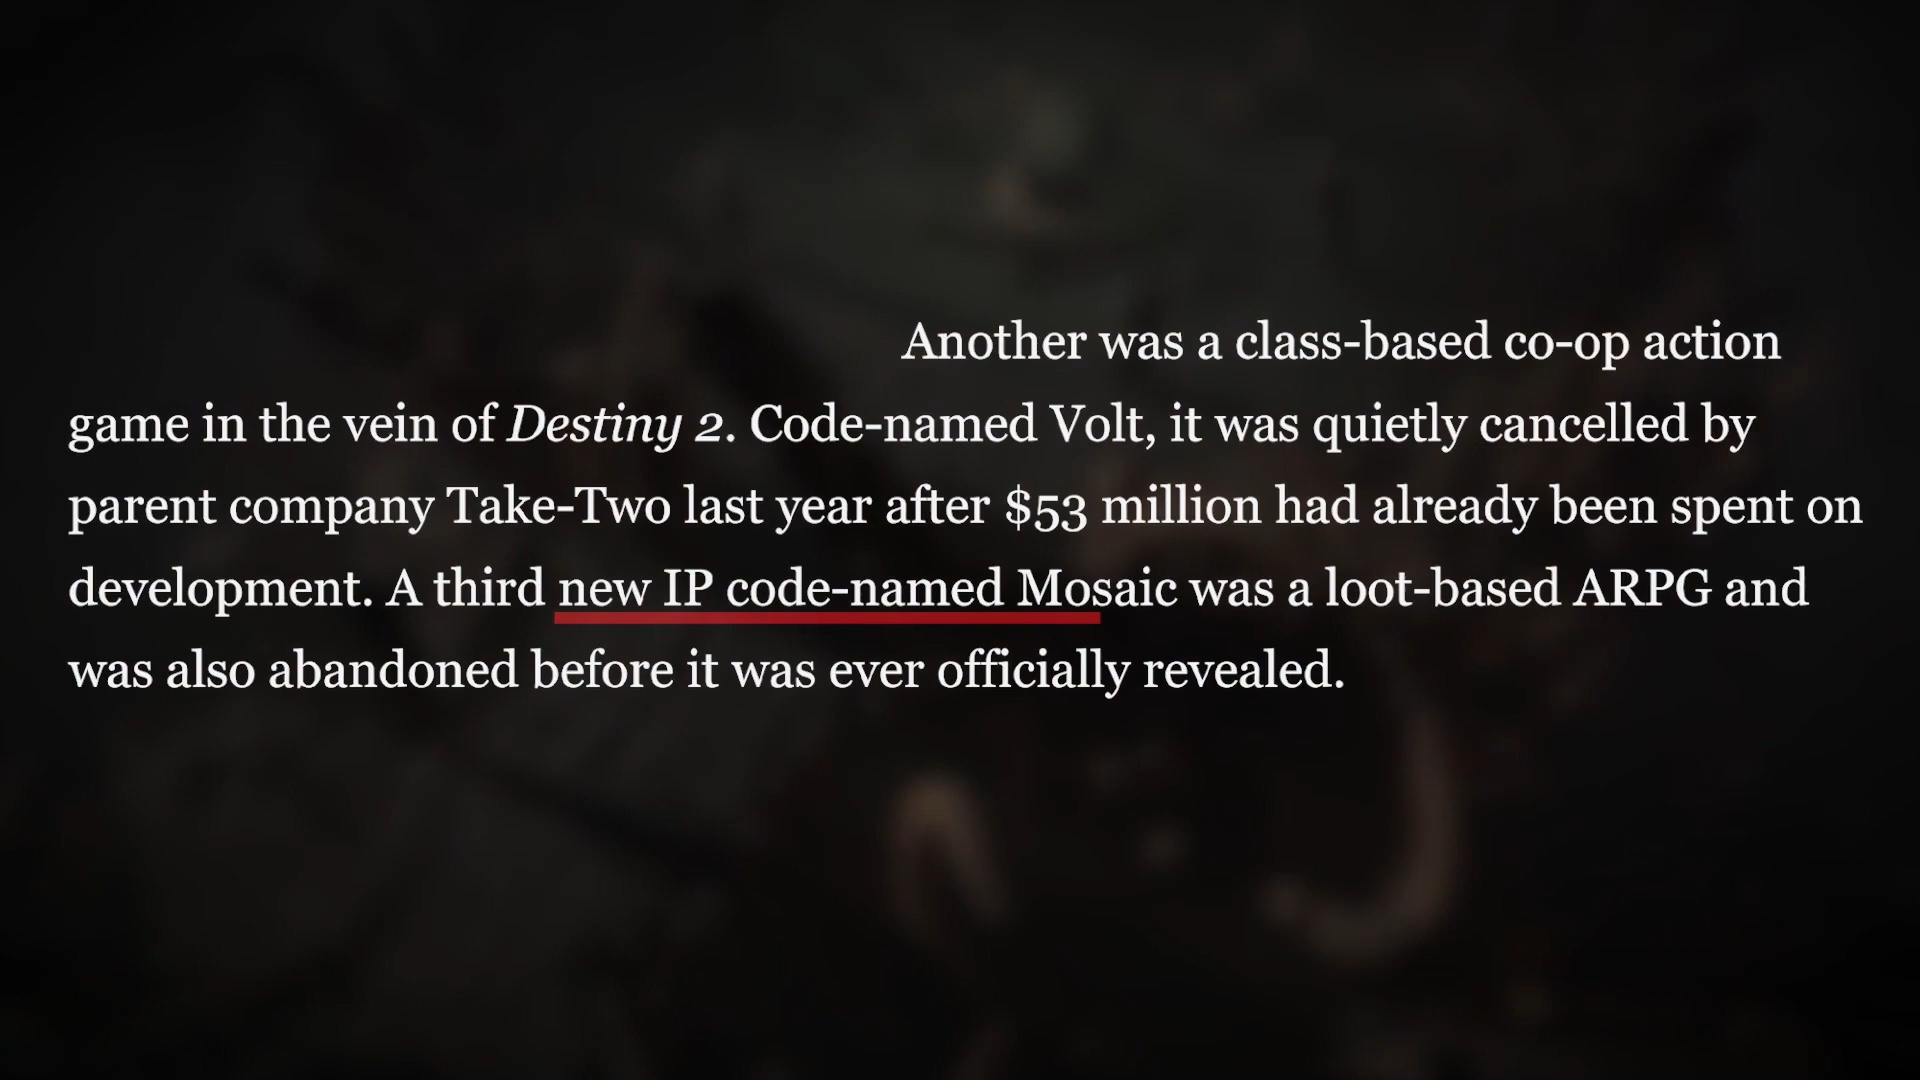 Another was a class-based co-op action
game in the vein of Destiny 2. Code-named Volt, it was quietly cancelled by
parent company Take-Two last year after $53 million had already been spent on
development. A third new IP code-named Mosaic was a loot-based ARPG and
was also abandoned before it was ever officially revealed.